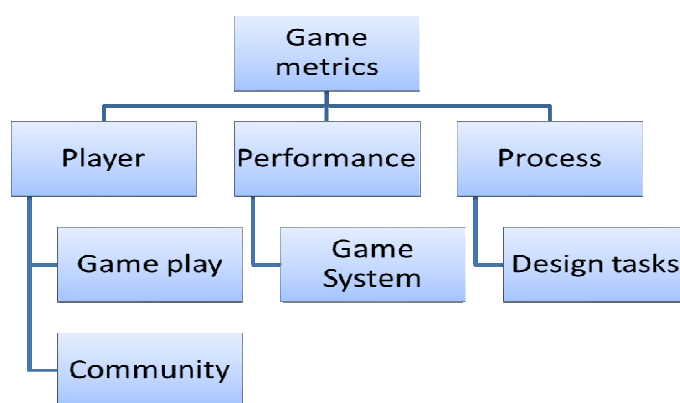 Game
metrics
Player
Performance
Process
Game play
Game
System
Design tasks
Community